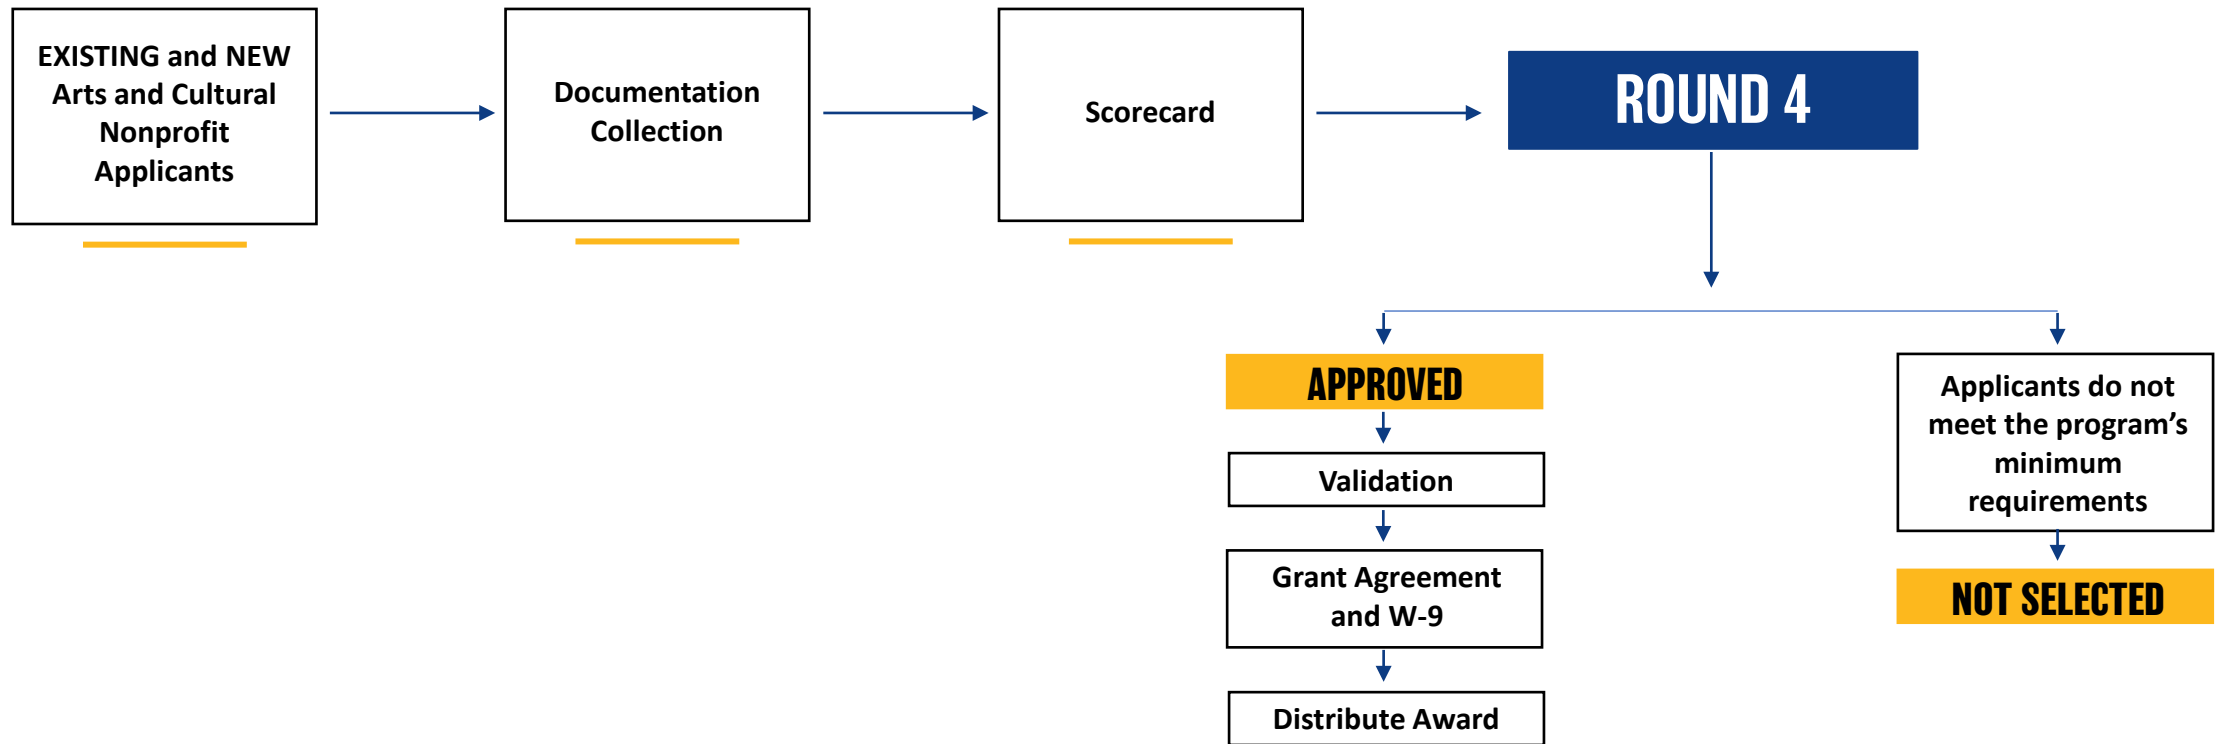 EXISTING and NEW
Arts and Cultural
Nonprofit
Applicants
Documentation
Collection
Scorecard
ROUND 4
APPROVED
Validation
Grant Agreement
and W-9
Distribute Award
Applicants do not
meet the program’s
minimum
requirements
NOT SELECTED